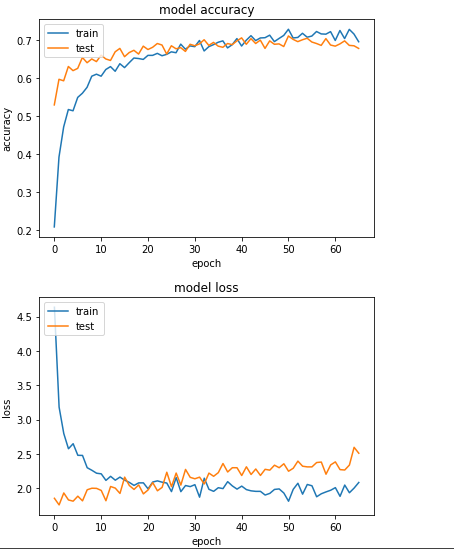 model accuracy
train
test
0.7
0.6
0.5
0.4
0.3
0.2
accuracy
0 10 20 30 40 50 60
epoch
model loss
train
test
4.5
4.0
3.5
3.0
2.5
2.0
loss
0 10 20 30 40 50 60
epoch